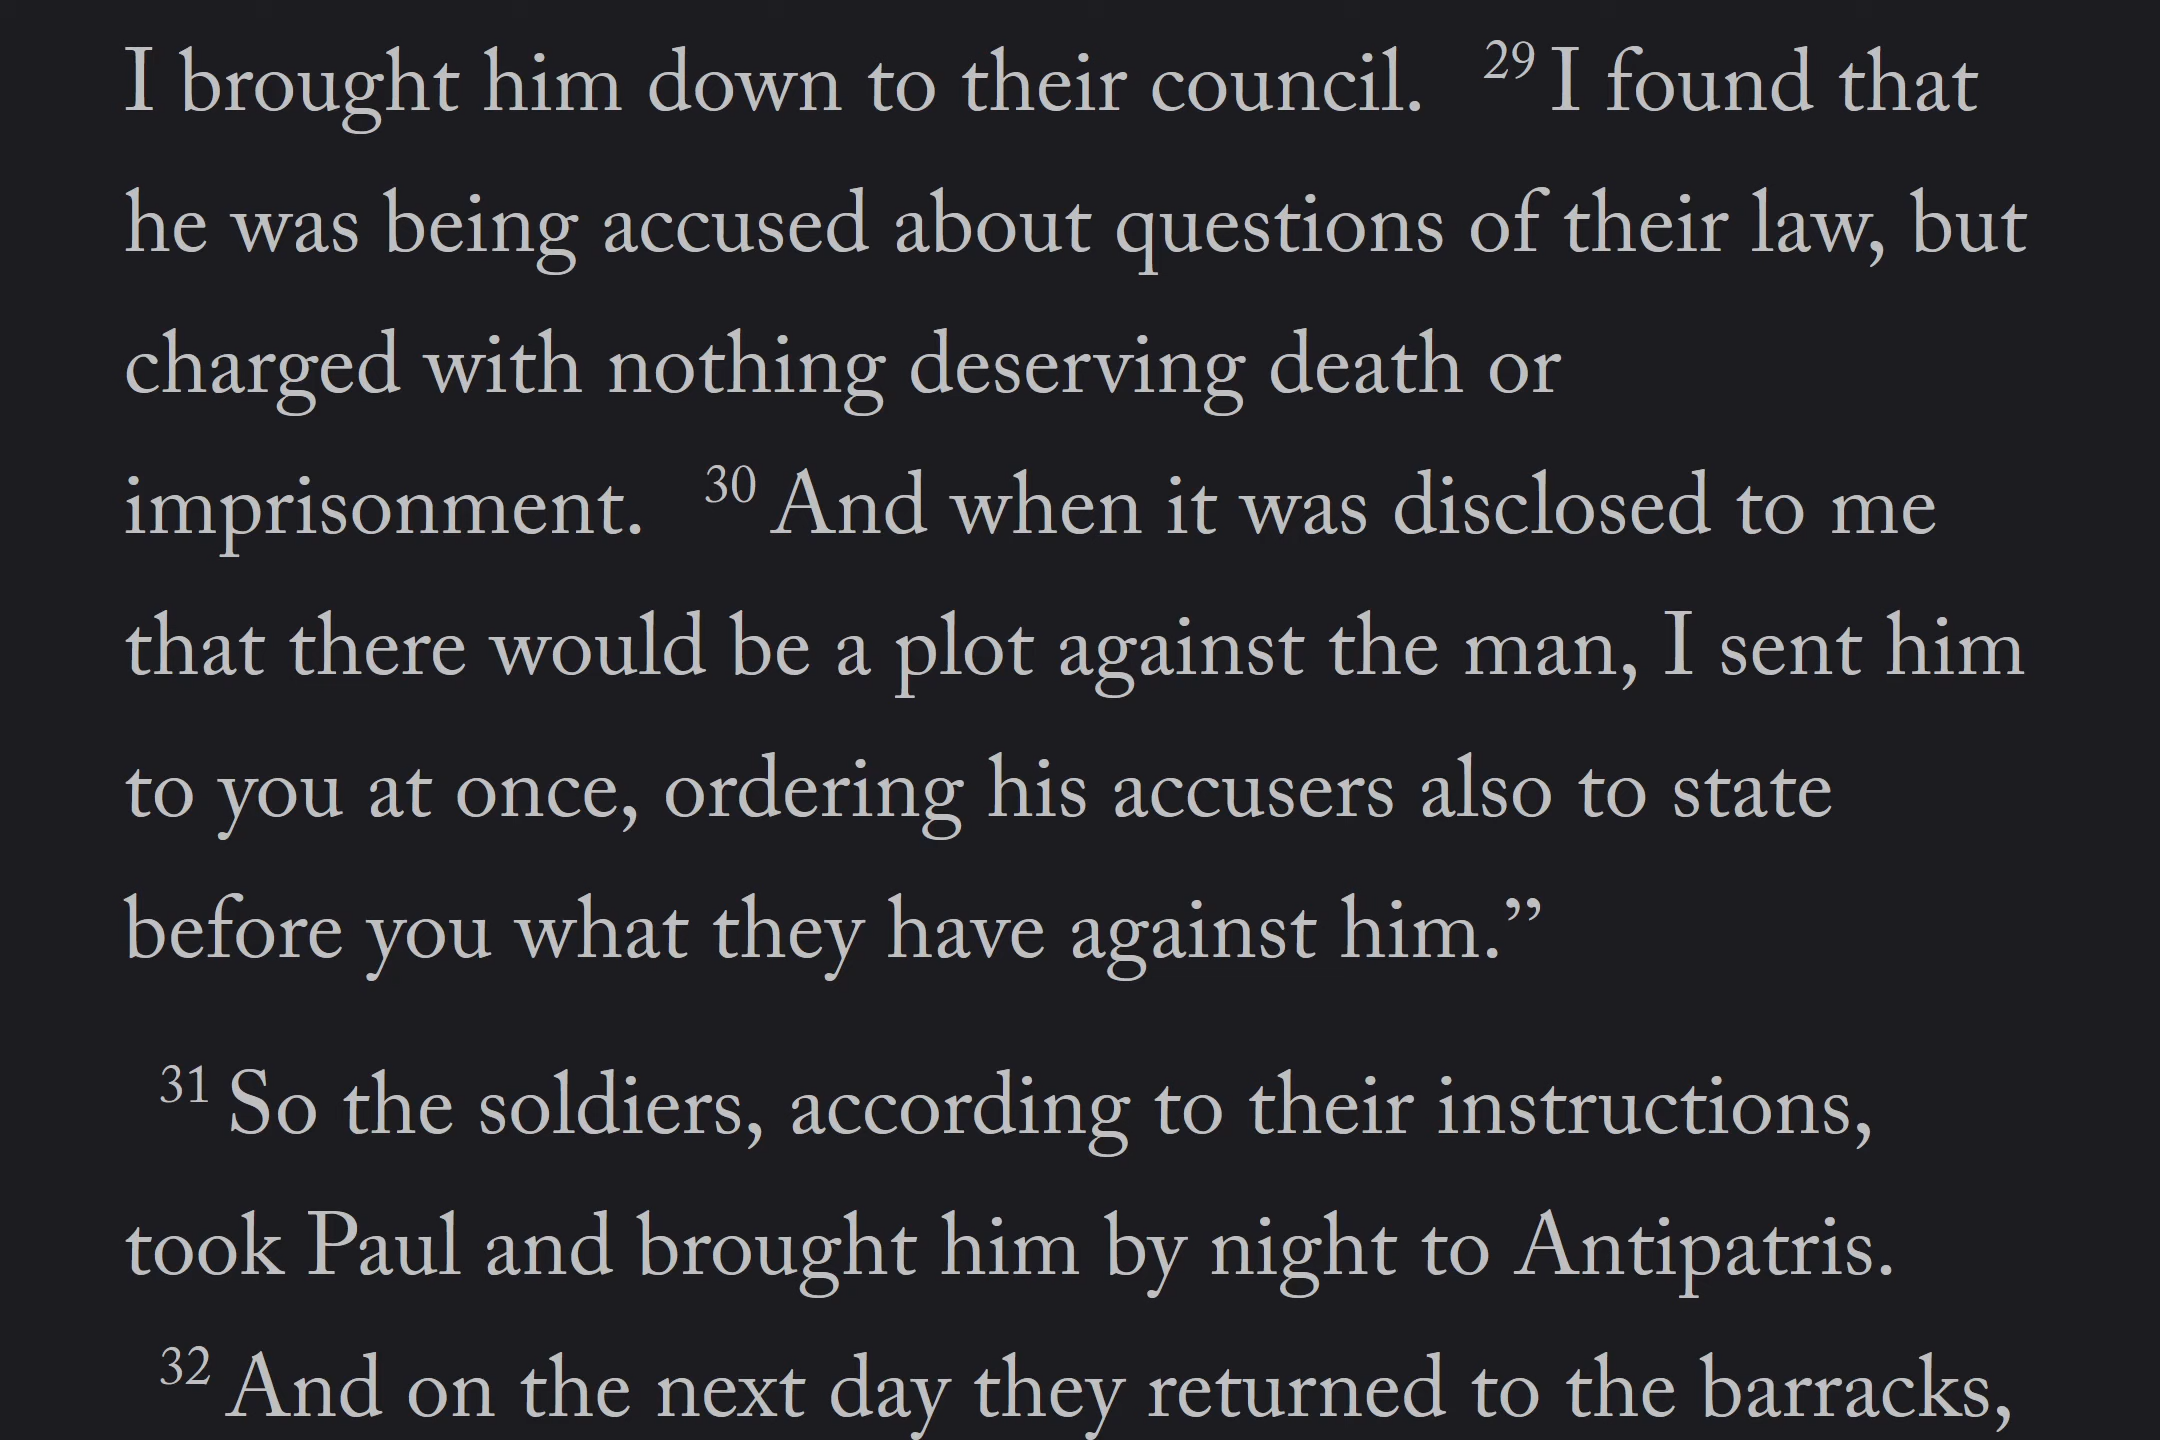 I brought him down to their council. 29 I found that
he was being accused about questions of their law, but
charged with nothing deserving death or
imprisonment. 30 And when it was disclosed to me
that there would be a plot against the man, I sent him
to you at once, ordering his accusers also to state
before you what they have against him.”
31 So the soldiers, according to their instructions,
took Paul and brought him by night to Antipatris.
32 And on the next day they returned to the barracks,